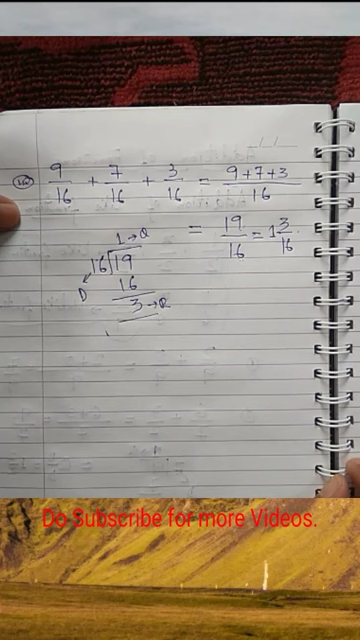 9/16 + 7/16 + 3/16 = 9+7+3/16
= 19/16 = 1 3/16.
1→Q
16)19
D
16
3→R
Do Subscribe for more Videos.